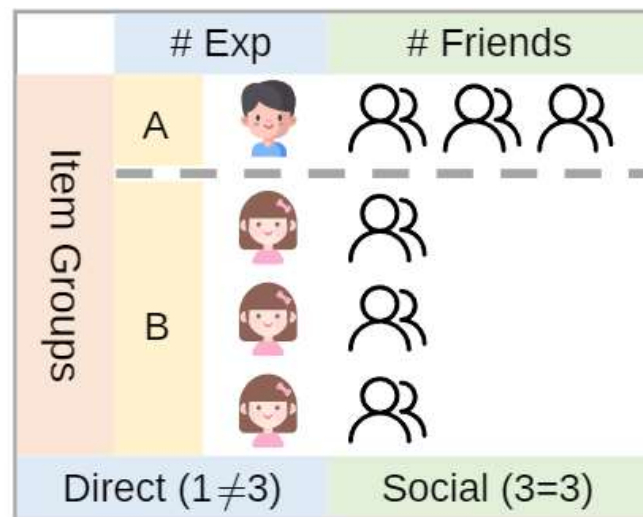 # Exp
# Friends
Item Groups
A
B
Direct (1≠3)
Social (3=3)